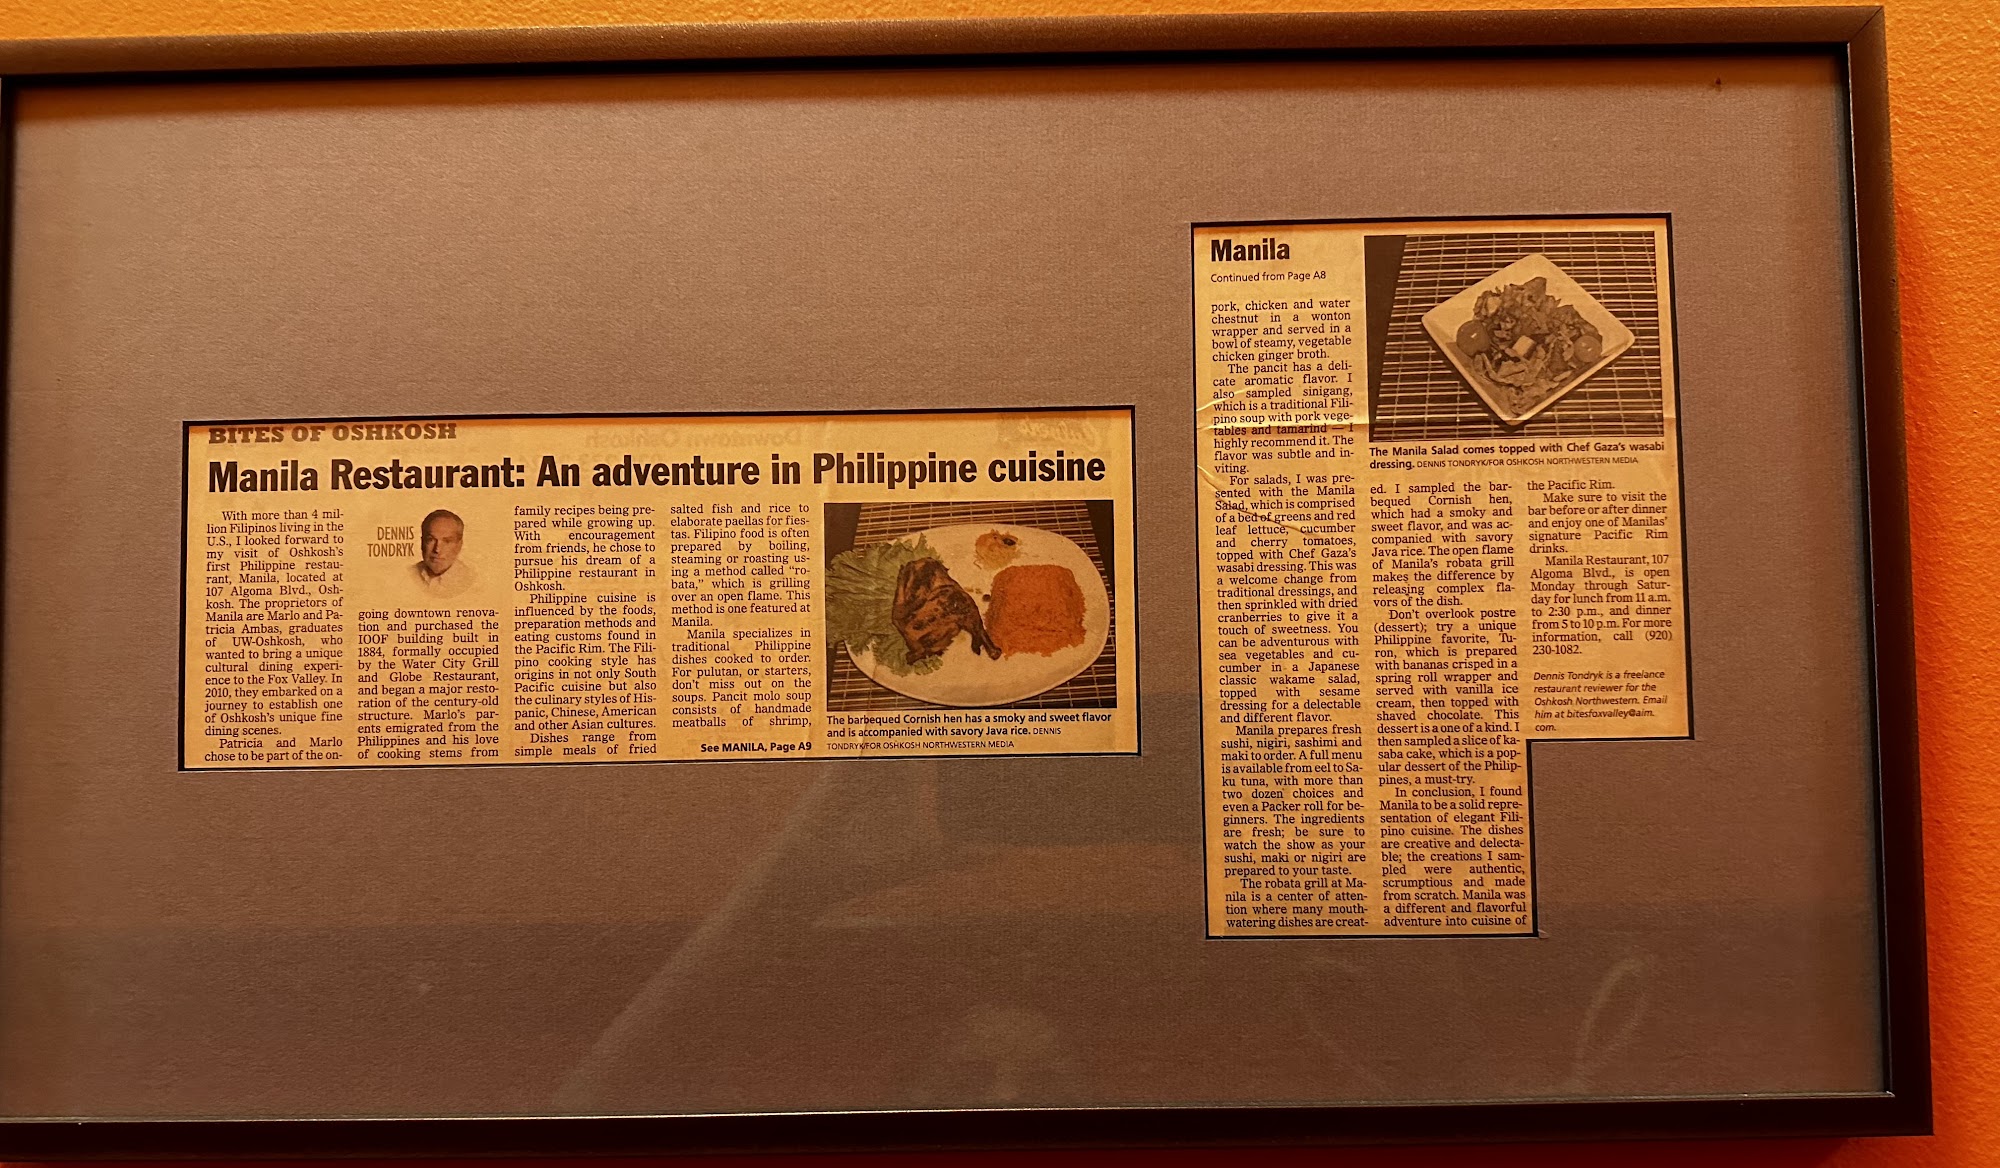 BITES OF OSHKOSH
Manila Restaurant: An adventure in Philippine cuisine
With more than 4 mil-
lion Filipinos living in the
U.S., I looked forward to
my visit of Oshkosh's
first Philippine restau-
rant, Manila, located at
107 Algoma Blvd., Osh-
kosh. The proprietors of
Manila are Marlo and Pa-
tricia Ambas, graduates
of UW-Oshkosh, who
wanted to bring a unique
cultural dining experi-
ence to the Fox Valley. In
2010, they embarked on a
journey to establish one
of Oshkosh's unique fine
dining scenes.
Patricia and Marlo
chose to be part of the on-
DENNIS
TONDRYK
going downtown renova-
tion and purchased the
IOOF building built in
1884, formally occupied
by the Water City Grill
and Globe Restaurant,
and began a major resto-
ration of the century-old
structure. Marlo's par-
ents emigrated from the
Philippines and his love
of cooking stems from
family recipes being pre-
pared while growing up.
With encouragement
from friends, he chose to
pursue his dream of a
Philippine restaurant in
Oshkosh.
Philippine cuisine is
influenced by the foods,
preparation methods and
eating customs found in
the Pacific Rim. The Fili-
pino cooking style has
origins in not only South
Pacific cuisine but also
the culinary styles of His-
panic, Chinese, American
and other Asian cultures.
Dishes range from
simple meals of fried
salted fish and rice to
elaborate paellas for fies-
tas. Filipino food is often
prepared by boiling,
steaming or roasting us-
ing a method called "ro-
bata," which is grilling
over an open flame. This
method is one featured at
Manila.
Manila specializes in
traditional Philippine
dishes cooked to order.
For pulutan, or starters,
don't miss out on the
soups. Pancit molo soup
consists of handmade
meatballs of shrimp,
See MANILA, Page A9
The barbequed Cornish hen has a smoky and sweet flavor
and is accompanied with savory Java rice. DENNIS
TONDRYK/FOR OSHKOSH NORTHWESTERN MEDIA
Manila
Continued from Page A8
pork, chicken and water
chestnut in a wonton
wrapper and served in a
bowl of steamy, vegetable
chicken ginger broth.
The pancit has a deli-
cate aromatic flavor. I
also sampled sinigang,
which is a traditional Fili-
pino soup with pork vege-
tables and tamarind — I
highly recommend it. The
flavor was subtle and in-
viting.
For salads, I was pre-
sented with the Manila
Salad, which is comprised
of a bed of greens and red
leaf lettuce, cucumber
and cherry tomatoes,
topped with Chef Gaza's
wasabi dressing. This was
a welcome change from
traditional dressings, and
then sprinkled with dried
cranberries to give it a
touch of sweetness. You
can be adventurous with
sea vegetables and cu-
cumber in a Japanese
classic wakame salad,
topped with sesame
dressing for a delectable
and different flavor.
Manila prepares fresh
sushi, nigiri, sashimi and
maki to order. A full menu
is available from eel to Sa-
ku tuna, with more than
two dozen choices and
even a Packer roll for be-
ginners. The ingredients
are fresh; be sure to
watch the show as your
sushi, maki or nigiri are
prepared to your taste.
The robata grill at Ma-
nila is a center of atten-
tion where many mouth-
watering dishes are creat-
The Manila Salad comes topped with Chef Gaza's wasabi
dressing. DENNIS TONDRYK/FOR OSHKOSH NORTHWESTERN MEDIA
ed. I sampled the bar-
bequed Cornish hen,
which had a smoky and
sweet flavor, and was ac-
companied with savory
Java rice. The open flame
of Manila's robata grill
makes the difference by
releasing complex fla-
vors of the dish.
Don't overlook postre
(dessert); try a unique
Philippine favorite, Tu-
ron, which is prepared
with bananas crisped in a
spring roll wrapper and
served with vanilla ice
cream, then topped with
shaved chocolate. This
dessert is a one of a kind. I
then sampled a slice of ka-
saba cake, which is a pop-
ular dessert of the Philip-
pines, a must-try.
In conclusion, I found
Manila to be a solid repre-
sentation of elegant Fili-
pino cuisine. The dishes
are creative and delecta-
ble; the creations I sam-
pled were authentic,
scrumptious and made
from scratch. Manila was
a different and flavorful
adventure into cuisine of
the Pacific Rim.
Make sure to visit the
bar before or after dinner
and enjoy one of Manilas'
signature Pacific Rim
drinks.
Manila Restaurant, 107
Algoma Blvd., is open
Monday through Satur-
day for lunch from 11 a.m.
to 2:30 p.m., and dinner
from 5 to 10 p.m. For more
information, call (920)
230-1082.
Dennis Tondryk is a freelance
restaurant reviewer for the
Oshkosh Northwestern. Email
him at bitesfoxvalley@aim.
com.